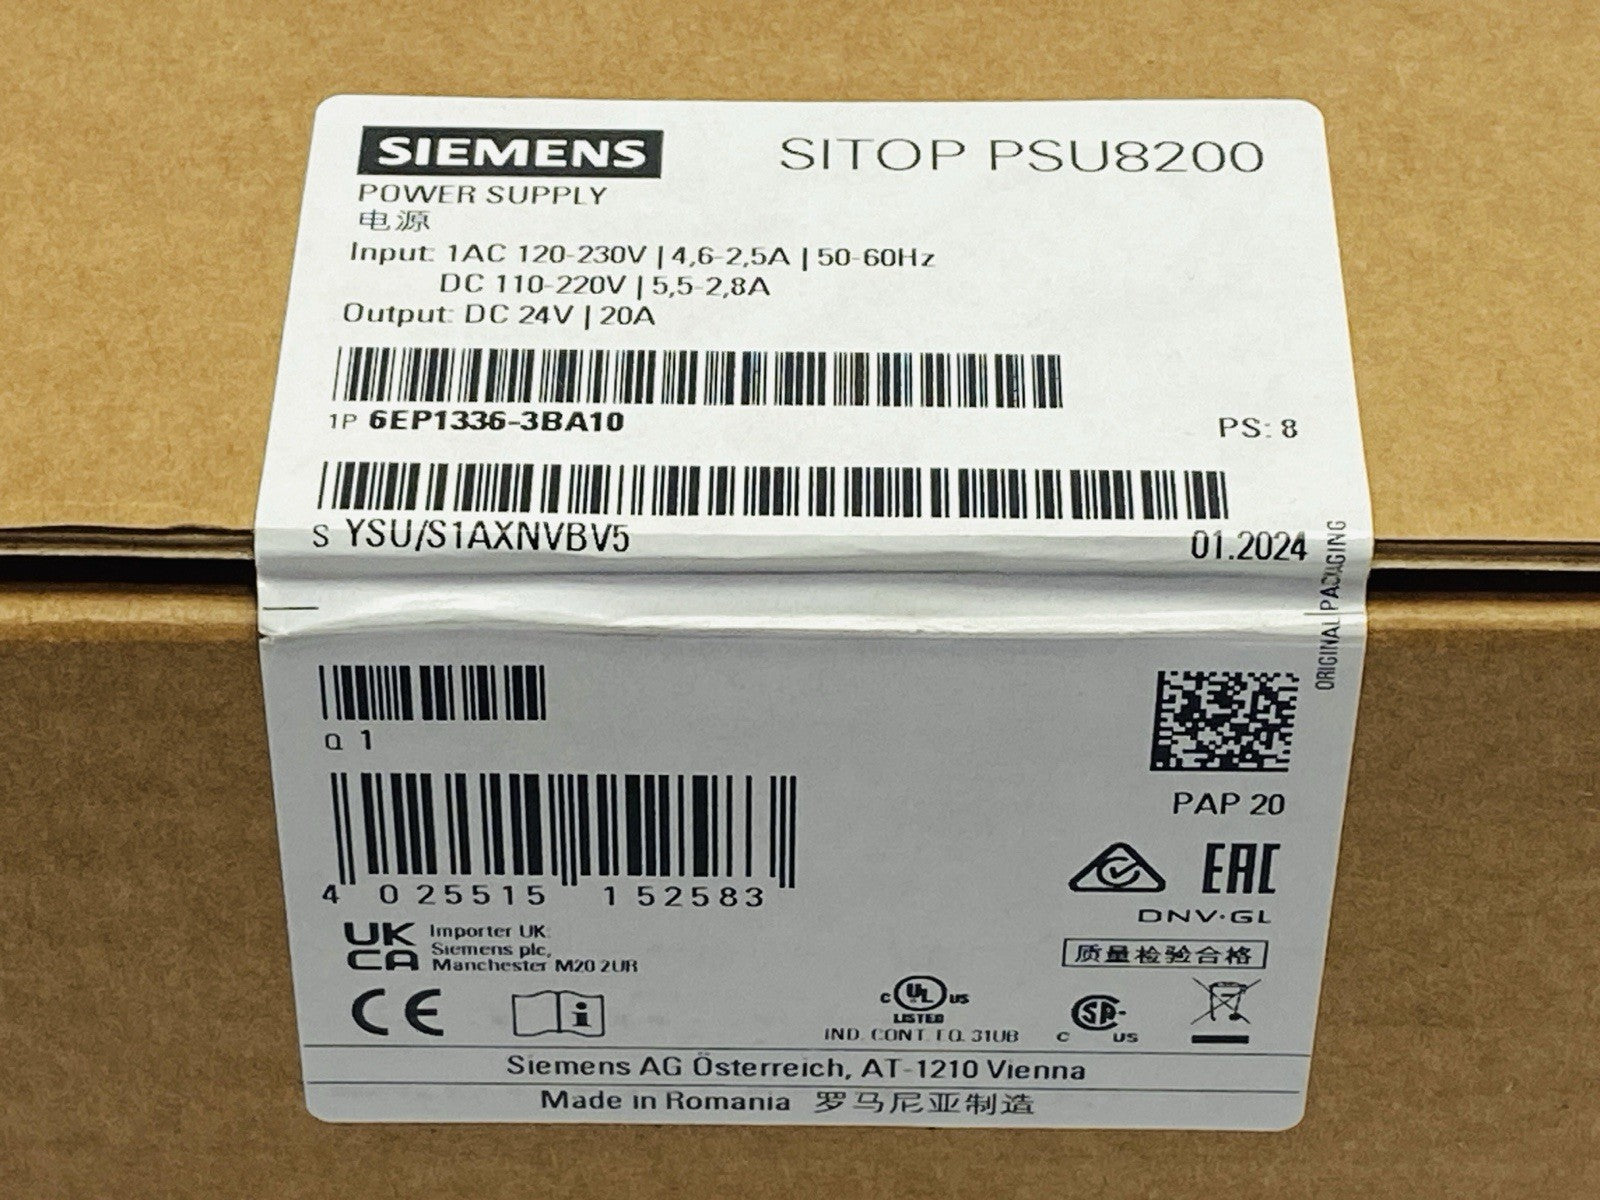 SIEMENS
SITOP PSU8200
POWER SUPPLY
电源
Input: 1AC 120-230V | 4,6-2,5A | 50-60Hz
DC 110-220V | 5,5-2,8A
Output: DC 24V | 20A
1P 6EP1336-3BA10
PS: 8
S YSU/S1AXNVBV5
01.2024
ORIGINAL PACKAGING
Q 1
PAP 20
4 025515 152583
EAC
DNV·GL
UK CA
Importer UK:
Siemens plc,
Manchester M20 2UR
质量检验合格
CE
i
C UL US
LISTED
IND. CONT. EQ. 31UB
C SP US
Siemens AG Österreich, AT-1210 Vienna
Made in Romania 罗马尼亚制造